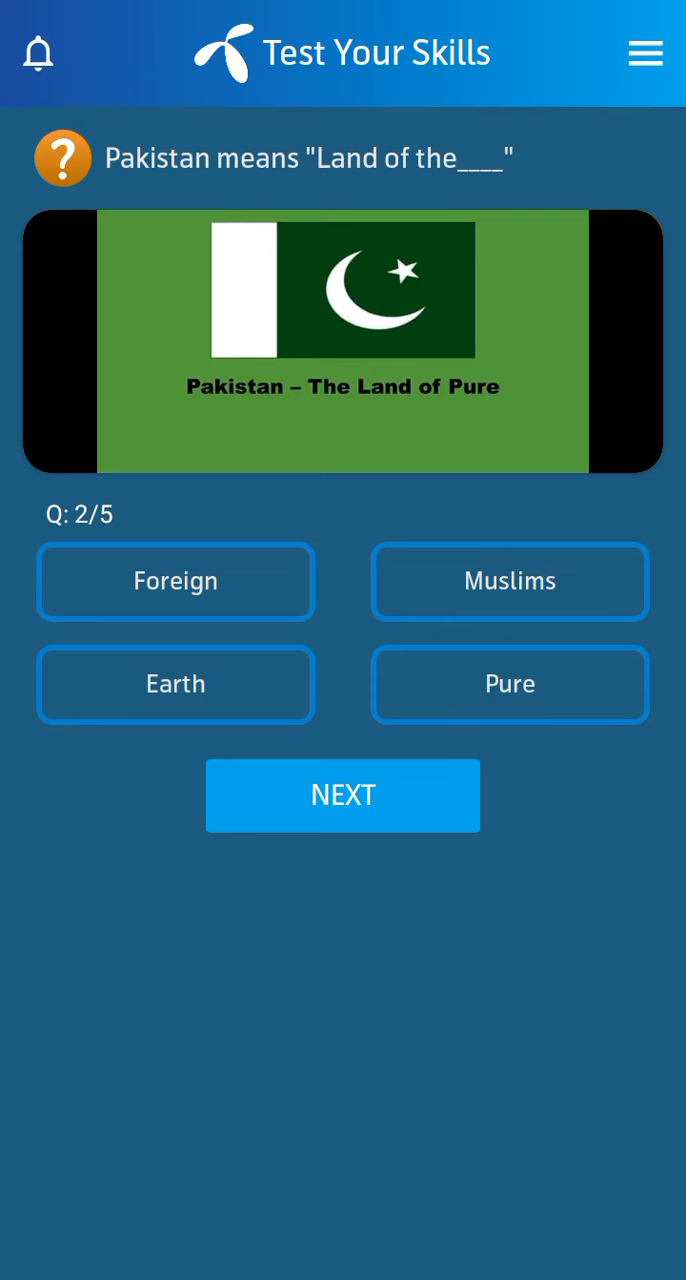 Test Your Skills
Pakistan means "Land of the____"
Pakistan – The Land of Pure
Q: 2/5
Foreign
Muslims
Earth
Pure
NEXT